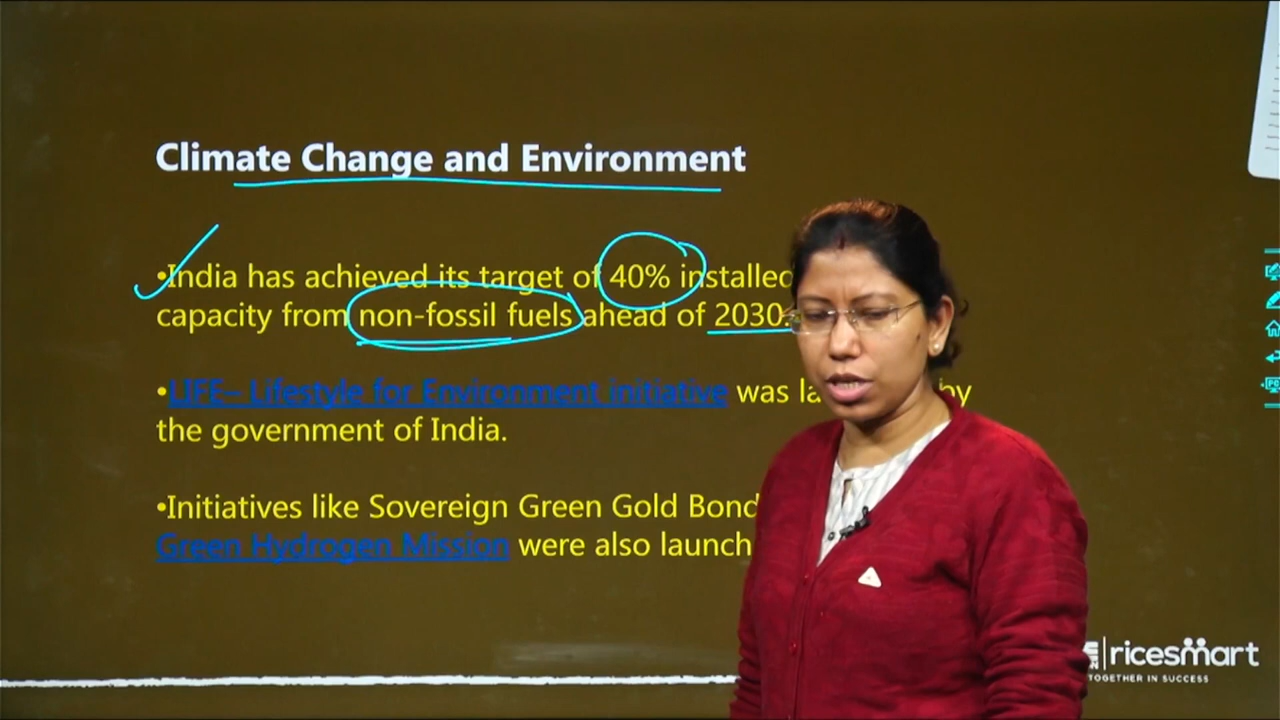 Climate Change and Environment
•India has achieved its target of 40% installed
capacity from non-fossil fuels ahead of 2030.
•LIFE– Lifestyle for Environment initiative was by
the government of India.
•Initiatives like Sovereign Green Gold Bond
Green Hydrogen Mission were also launch
ricesmart
TOGETHER IN SUCCESS